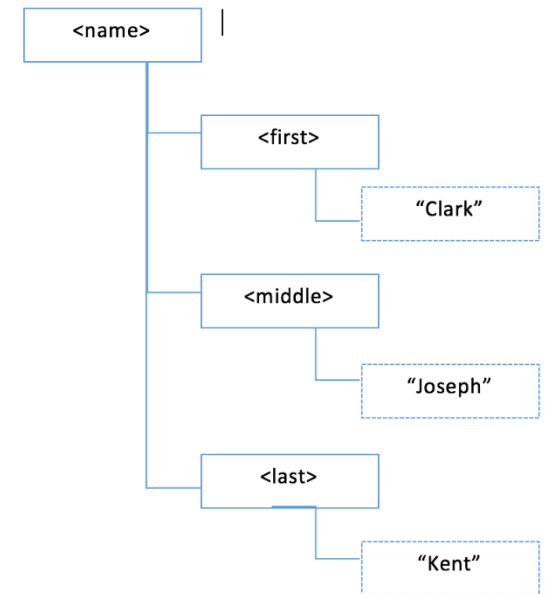 <name>
<first>
“Clark”
<middle>
“Joseph”
<last>
“Kent”